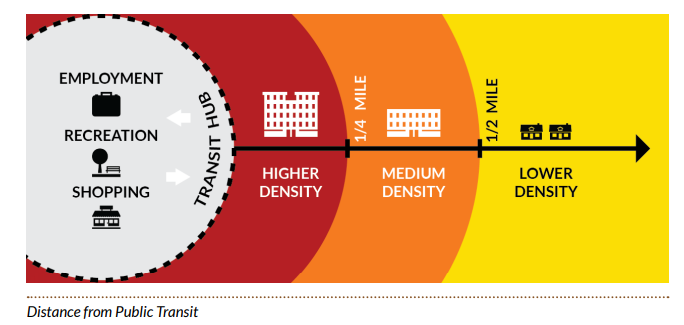 EMPLOYMENT
RECREATION
SHOPPING
TRANSIT HUB
HIGHER
DENSITY
1/4 MILE
MEDIUM
DENSITY
1/2 MILE
LOWER
DENSITY
Distance from Public Transit